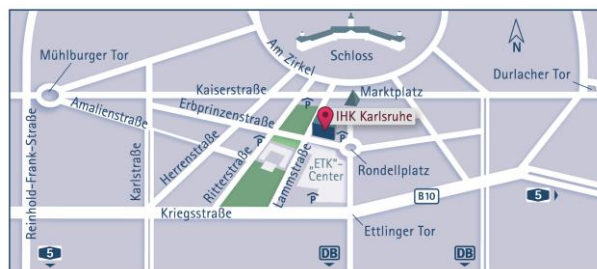 Mühlburger Tor
Schloss
N
Am Zirkel
Durlacher Tor
Kaiserstraße
Marktplatz
Amalienstraße
Erbprinzenstraße
P
IHK Karlsruhe
P
P
Reinhold-Frank-Straße
Karlstraße
Herrenstraße
Ritterstraße
Lammstraße
„ETK"-
Center
Rondellplatz
P
B10
5
Kriegsstraße
Ettlinger Tor
5
DB
DB